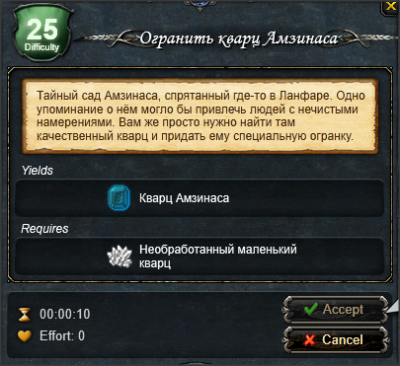 25
Difficulty
Огранить кварц Амзинаса
Тайный сад Амзинаса, спрятанный где-то в Ланфаре. Одно
упоминание о нём могло бы привлечь людей с нечистыми
намерениями. Вам же просто нужно найти там
качественный кварц и придать ему специальную огранку.
Yields
Кварц Амзинаса
Requires
Необработанный маленький
кварц
00:00:10
Accept
Effort: 0
Cancel